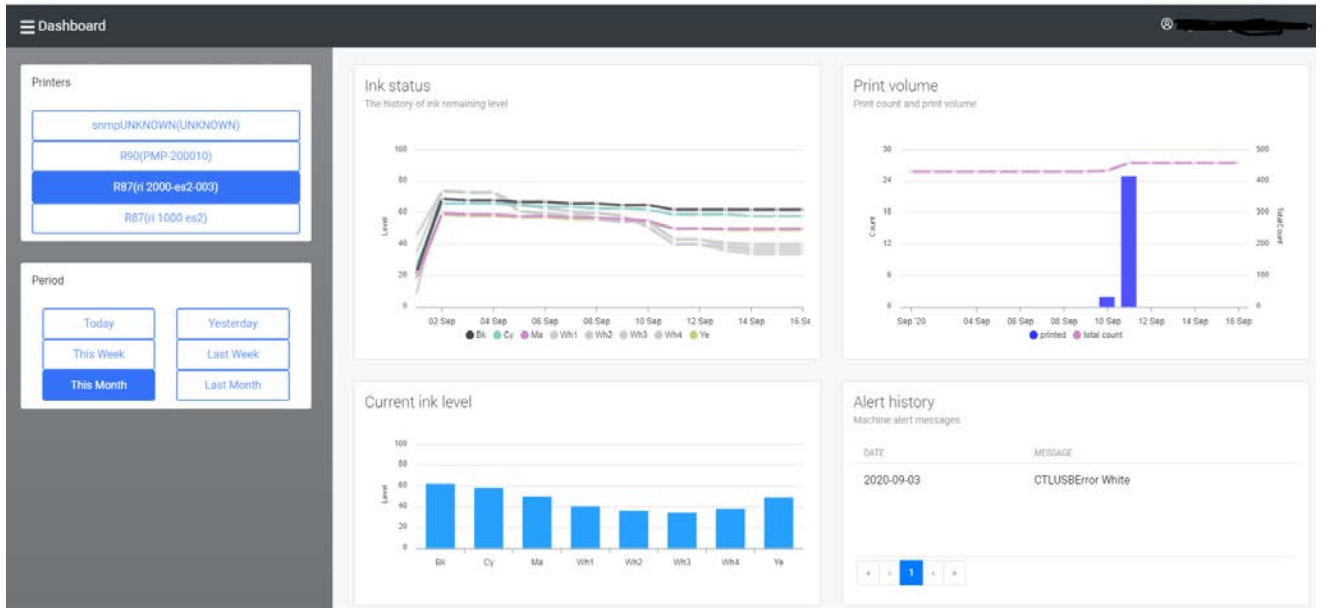 Dashboard
Printers
snmpUNKNOWN(UNKNOWN)
R90(PMP-200010)
R87(ri 2000-es2-003)
R87(ri 1000 es2)
Period
Today
Yesterday
This Week
Last Week
This Month
Last Month
Ink status
The history of ink remaining level
100
80
60
40
20
0
Level
02 Sep 04 Sep 06 Sep 08 Sep 10 Sep 12 Sep 14 Sep 16 Se
Bk Cy Ma Wh1 Wh2 Wh3 Wh4 Ye
Print volume
Print count and print volume
30 500
24 400
18 300
12 200
6 100
0 0
Count
TotalCount
Sep '20 04 Sep 06 Sep 08 Sep 10 Sep 12 Sep 14 Sep 16 Sep
printed total count
Current ink level
100
80
60
40
20
0
Level
Bk Cy Ma Wh1 Wh2 Wh3 Wh4 Ye
Alert history
Machine alert messages
DATE MESSAGE
2020-09-03 CTLUSBError White
« ‹ 1 › »